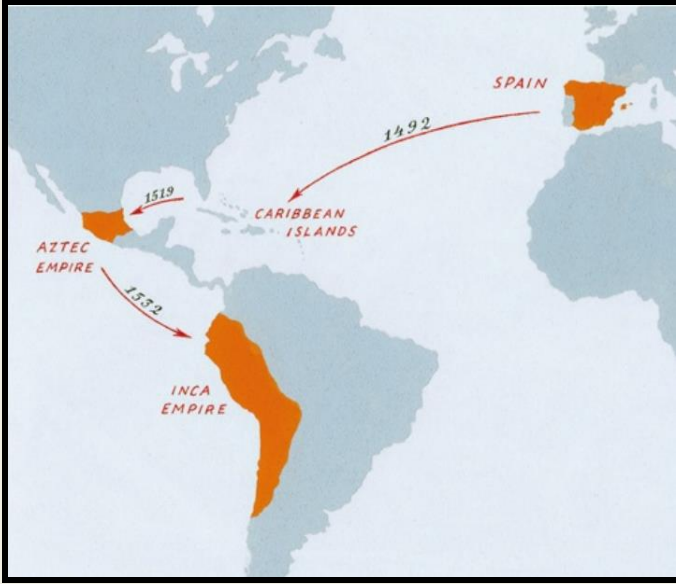 SPAIN
1492
1519
CARIBBEAN
ISLANDS
AZTEC
EMPIRE
1532
INCA
EMPIRE